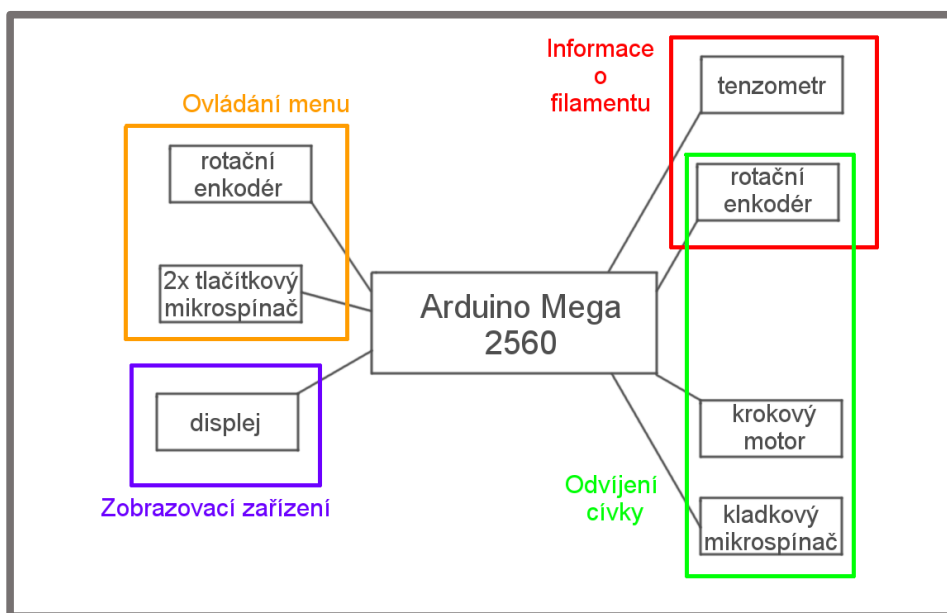 Informace
o
filamentu
tenzometr
Ovládání menu
rotační
enkodér
rotační
enkodér
2x tlačítkový
mikrospínač
Arduino Mega
2560
displej
krokový
motor
Odvíjení
cívky
Zobrazovací zařízení
kladkový
mikrospínač